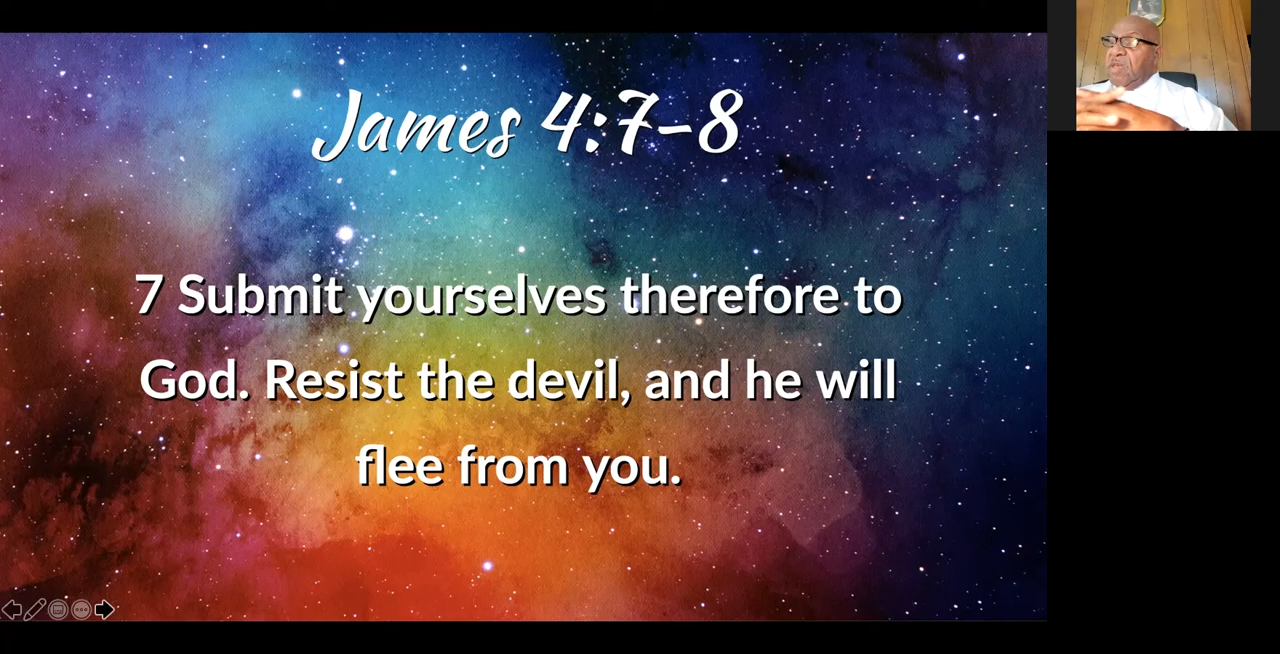 James 4:7-8
7 Submit yourselves therefore to
God. Resist the devil, and he will
flee from you.